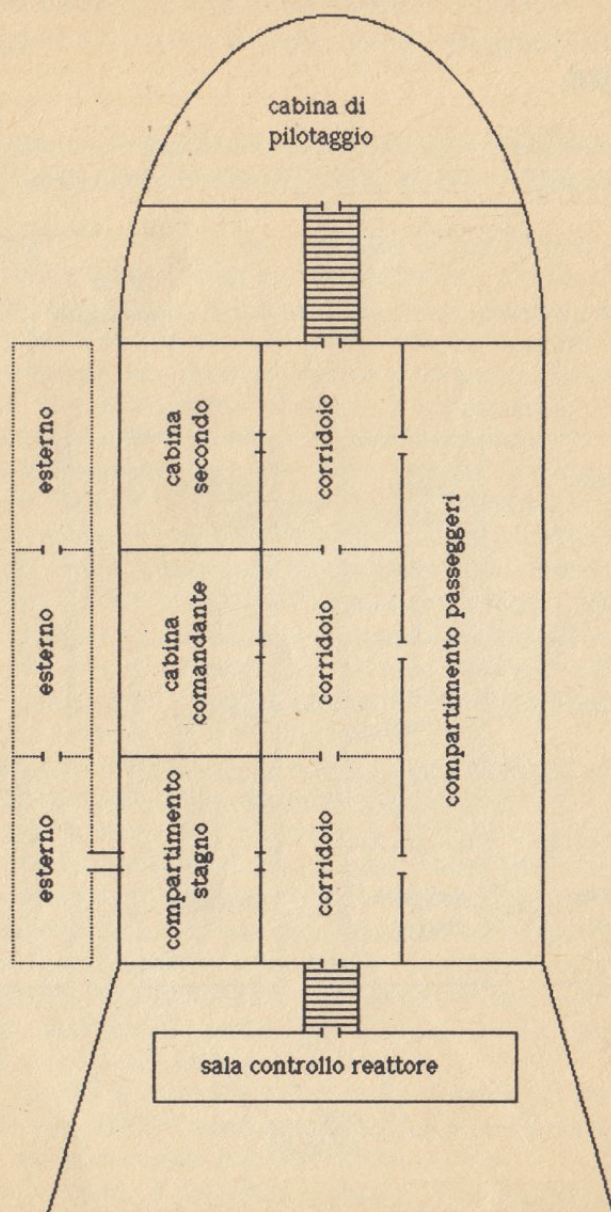 cabina di
pilotaggio
esterno
cabina
secondo
corridoio
esterno
cabina
comandante
corridoio
compartimento passeggeri
esterno
compartimento
stagno
corridoio
sala controllo reattore